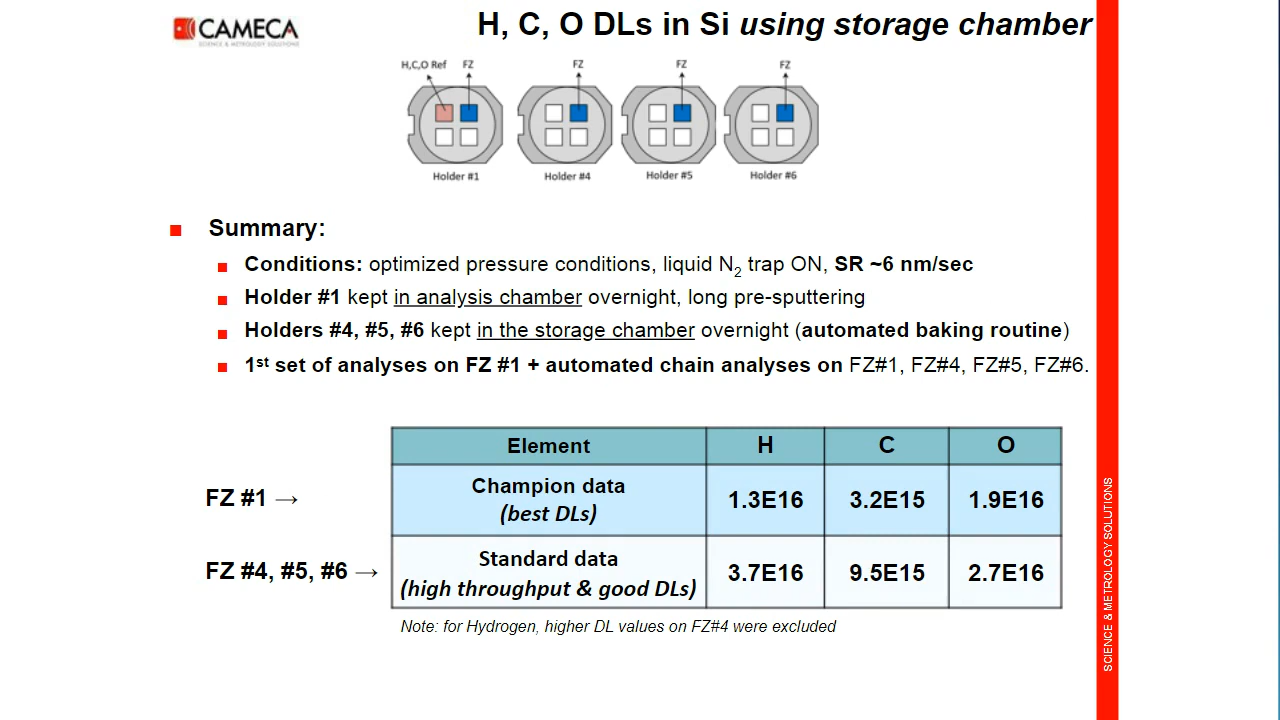 CAMECA
SCIENCE & METROLOGY SOLUTIONS
H, C, O DLs in Si using storage chamber
H,C,O Ref FZ FZ FZ FZ
Holder #1 Holder #4 Holder #5 Holder #6
Summary:
Conditions: optimized pressure conditions, liquid N2 trap ON, SR ~6 nm/sec
Holder #1 kept in analysis chamber overnight, long pre-sputtering
Holders #4, #5, #6 kept in the storage chamber overnight (automated baking routine)
1st set of analyses on FZ #1 + automated chain analyses on FZ#1, FZ#4, FZ#5, FZ#6.
Element H C O
FZ #1 → Champion data (best DLs) 1.3E16 3.2E15 1.9E16
FZ #4, #5, #6 → Standard data (high throughput & good DLs) 3.7E16 9.5E15 2.7E16
Note: for Hydrogen, higher DL values on FZ#4 were excluded
SCIENCE & METROLOGY SOLUTIONS